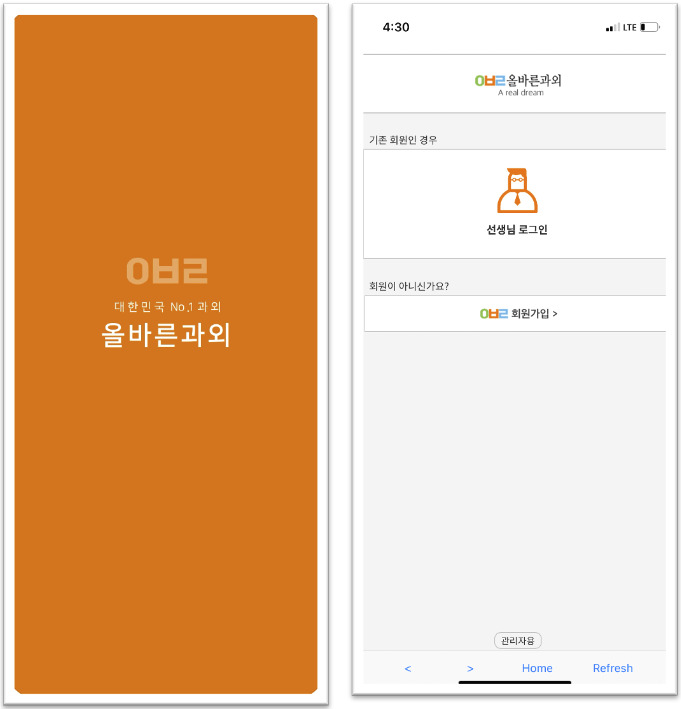 ㅇㅂㄹ
대한민국 No.1 과외
올바른과외
4:30
LTE
ㅇㅂㄹ올바른과외
A real dream
기존 회원인 경우
선생님 로그인
회원이 아니신가요?
ㅇㅂㄹ 회원가입 >
관리자용
< > Home Refresh